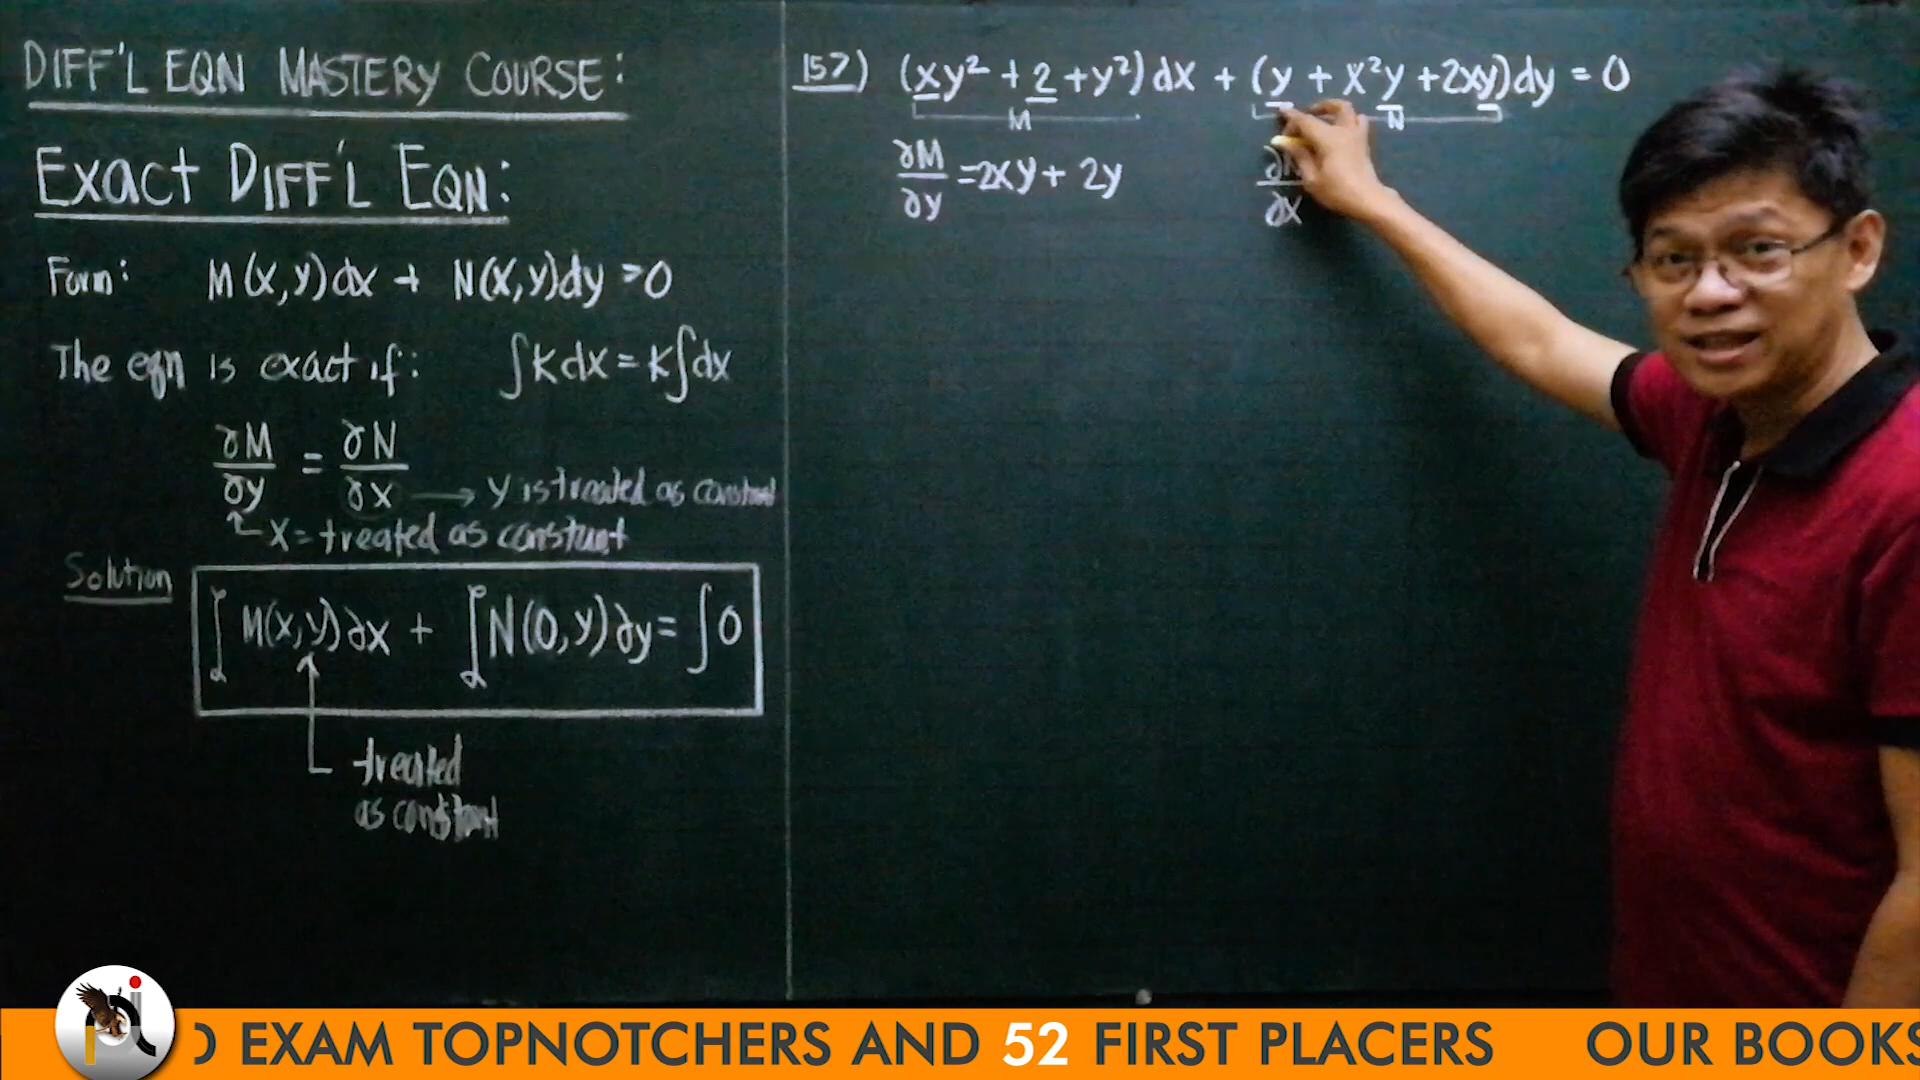 DIFF'L EQN MASTERY COURSE:
EXACT DIFF'L EQN:
Form: M(x,y)dx + N(x,y)dy = 0
The eqn is exact if: ∫kdx = k∫dx
∂M/∂y = ∂N/∂x → y is treated as constant
x = treated as constant
Solution
∫M(x,y)∂x + ∫N(0,y)∂y = ∫0
treated
as constant
157) (xy² + 2 + y²)dx + (y + x²y + 2xy)dy = 0
M N
∂M/∂y = 2xy + 2y ∂N/∂x
EXAM TOPNOTCHERS AND 52 FIRST PLACERS OUR BOOKS